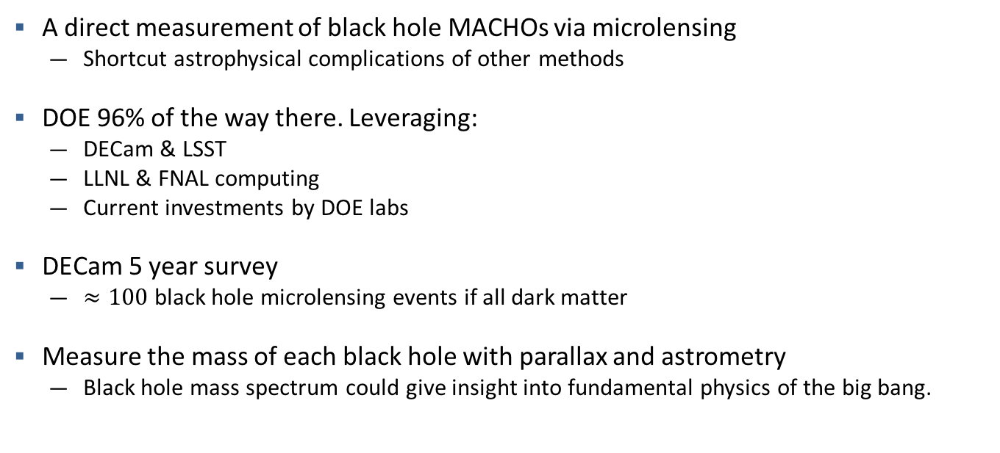 ▪ A direct measurement of black hole MACHOs via microlensing
— Shortcut astrophysical complications of other methods
▪ DOE 96% of the way there. Leveraging:
— DECam & LSST
— LLNL & FNAL computing
— Current investments by DOE labs
▪ DECam 5 year survey
— ≈ 100 black hole microlensing events if all dark matter
▪ Measure the mass of each black hole with parallax and astrometry
— Black hole mass spectrum could give insight into fundamental physics of the big bang.